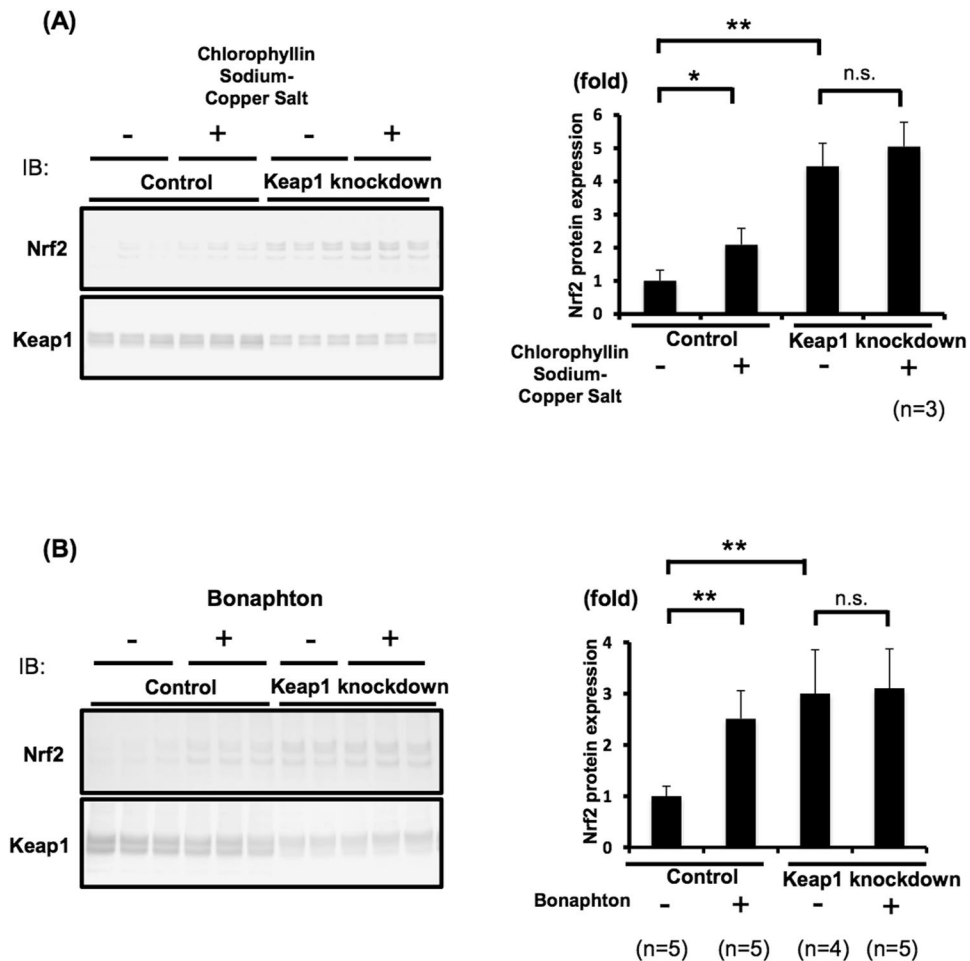 (A)
Chlorophyllin
Sodium-
Copper Salt
- + - +
IB:
Control Keap1 knockdown
Nrf2
Keap1
** 
* n.s.
(fold)
Nrf2 protein expression
6
5
4
3
2
1
0
Control Keap1 knockdown
Chlorophyllin
Sodium-
Copper Salt
- + - +
(n=3)
(B)
Bonaphton
- + - +
IB:
Control Keap1 knockdown
Nrf2
Keap1
**
** n.s.
(fold)
Nrf2 protein expression
4
3
2
1
0
Control Keap1 knockdown
Bonaphton - + - +
(n=5) (n=5) (n=4) (n=5)